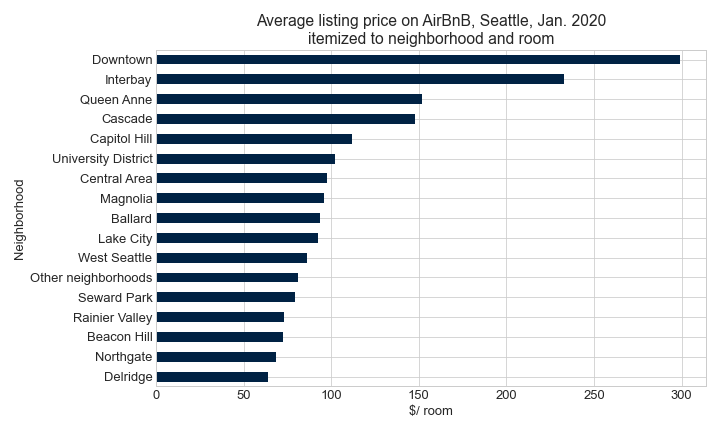 Average listing price on AirBnB, Seattle, Jan. 2020
itemized to neighborhood and room
Neighborhood
Downtown
Interbay
Queen Anne
Cascade
Capitol Hill
University District
Central Area
Magnolia
Ballard
Lake City
West Seattle
Other neighborhoods
Seward Park
Rainier Valley
Beacon Hill
Northgate
Delridge
0 50 100 150 200 250 300
$/ room